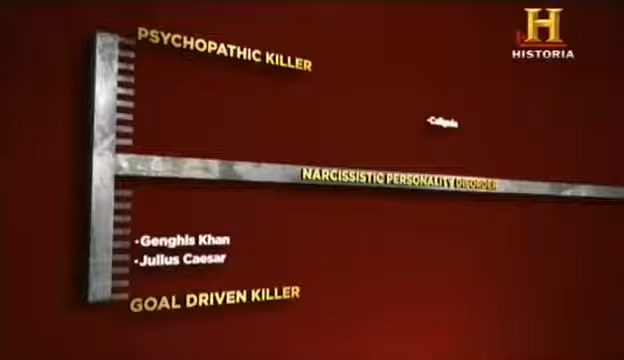 PSYCHOPATHIC KILLER
H
HISTORIA
•Caligula
NARCISSISTIC PERSONALITY DISORDER
•Genghis Khan
•Julius Caesar
GOAL DRIVEN KILLER